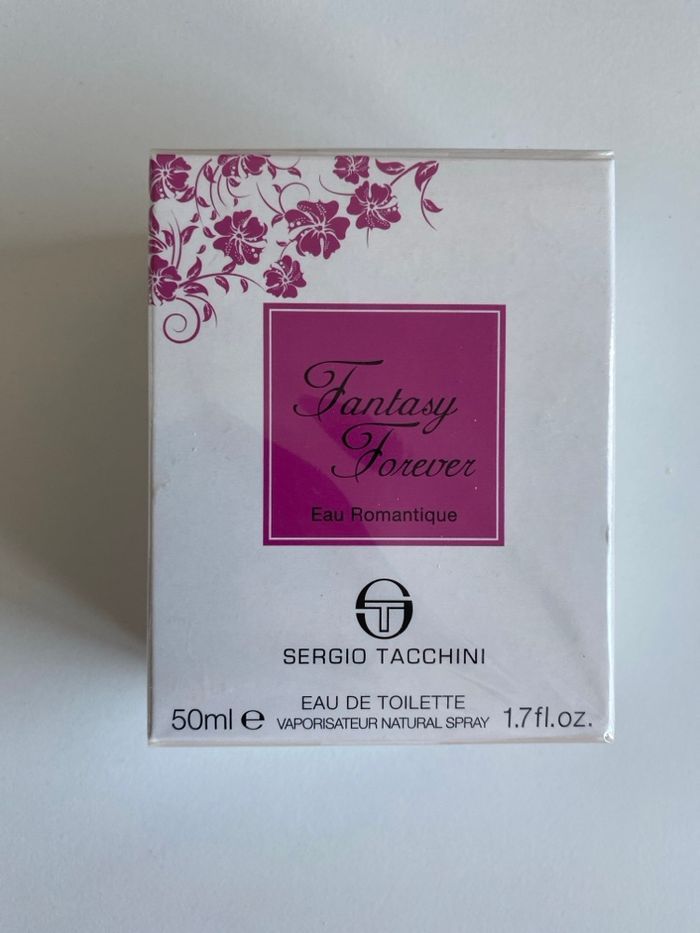 Fantasy
Forever
Eau Romantique
SERGIO TACCHINI
EAU DE TOILETTE
50ml ℮ VAPORISATEUR NATURAL SPRAY 1.7fl.oz.